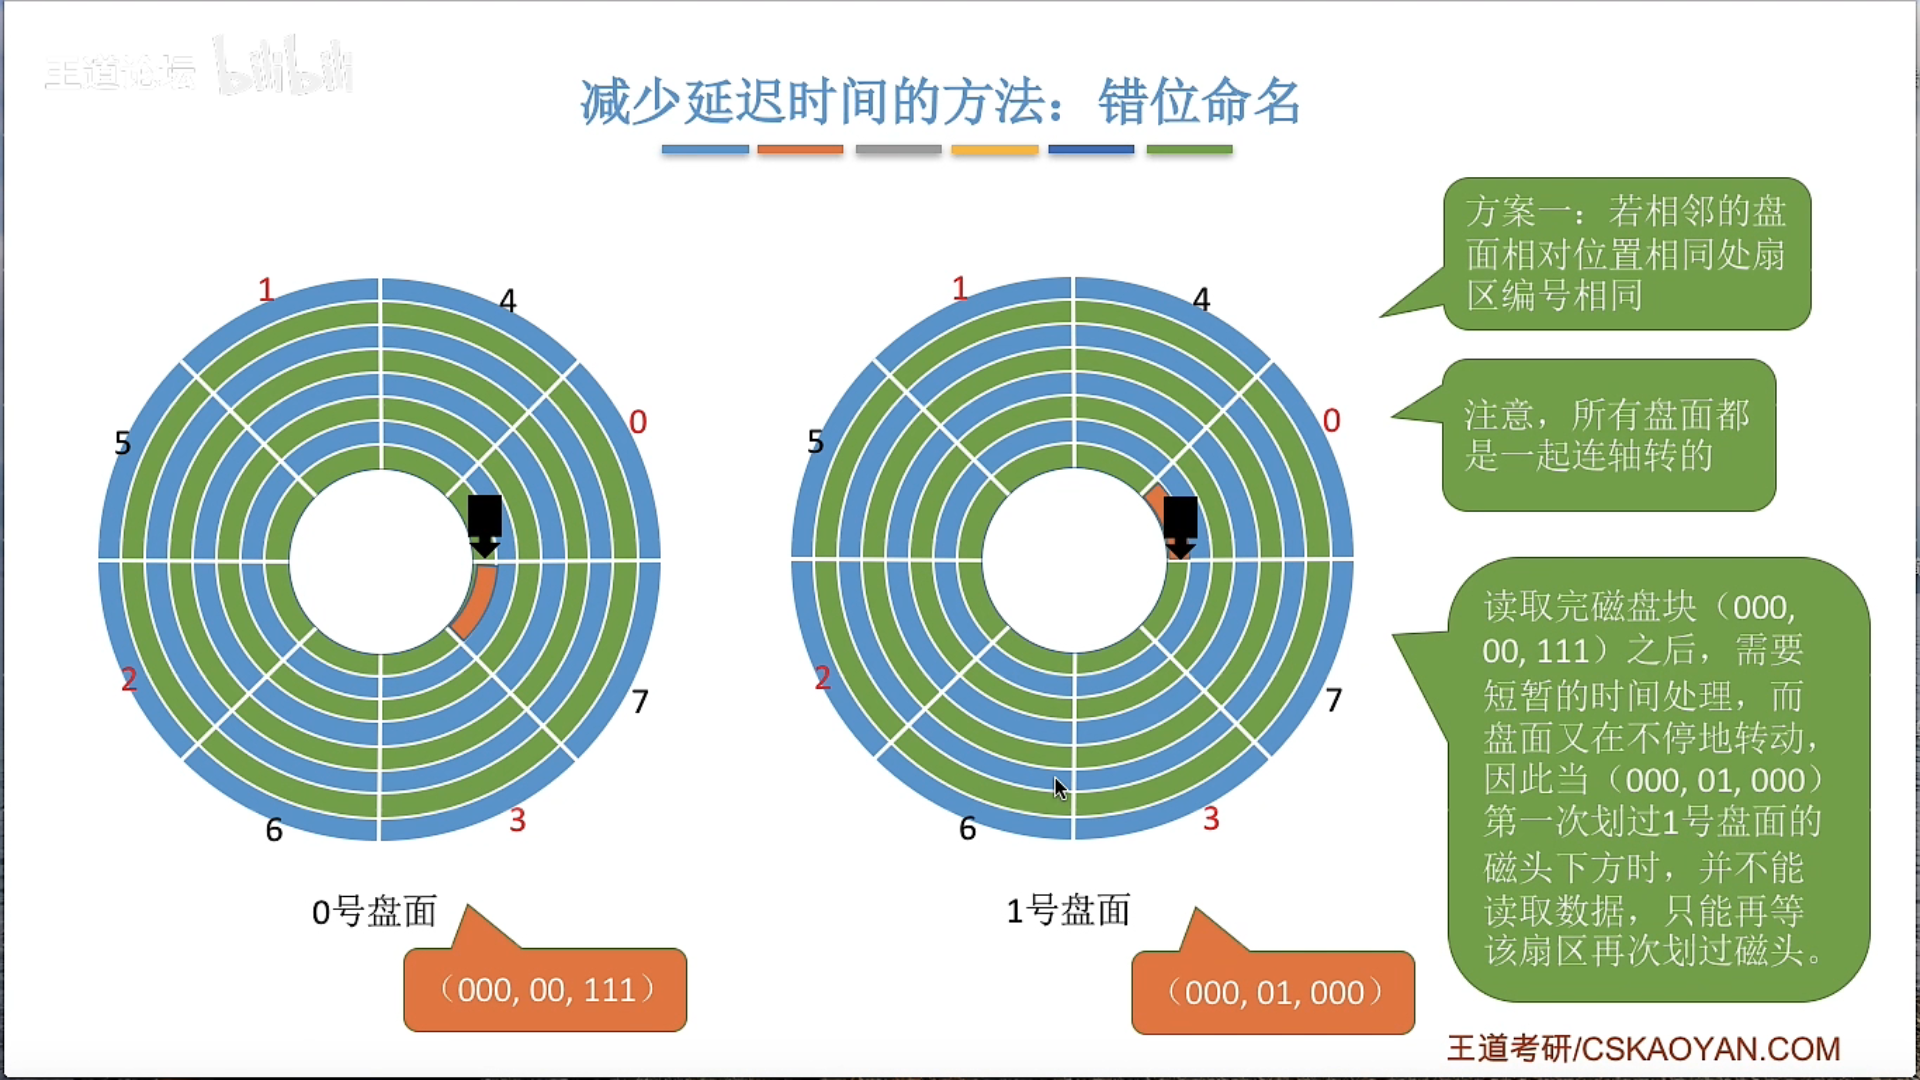 王道论坛 bilibili
减少延迟时间的方法：错位命名
方案一：若相邻的盘
面相对位置相同处扇
区编号相同
注意，所有盘面都
是一起连轴转的
读取完磁盘块（000,
00, 111）之后，需要
短暂的时间处理，而
盘面又在不停地转动，
因此当（000, 01, 000）
第一次划过1号盘面的
磁头下方时，并不能
读取数据，只能再等
该扇区再次划过磁头。
1
4
5
0
2
7
6
3
0号盘面
（000, 00, 111）
1
4
5
0
2
7
6
3
1号盘面
（000, 01, 000）
王道考研/CSKAOYAN.COM